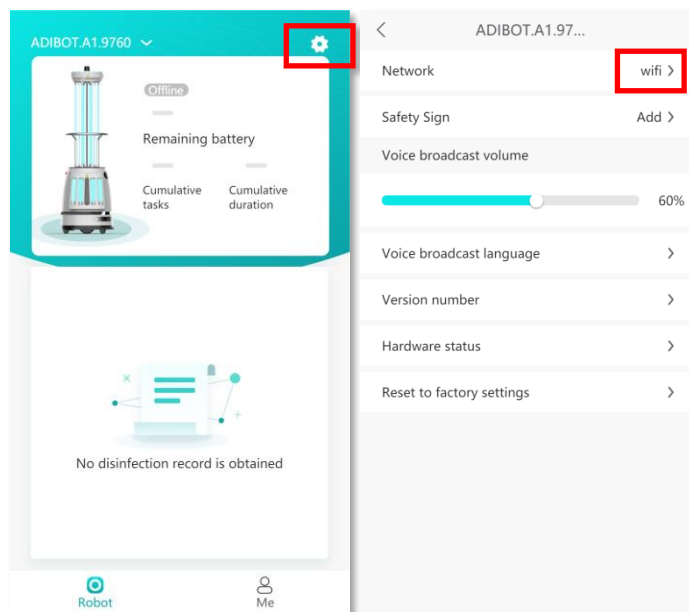 ADIBOT.A1.9760
Offline
Remaining battery
Cumulative tasks
Cumulative duration
No disinfection record is obtained
Robot
Me
ADIBOT.A1.97...
Network wifi
Safety Sign Add
Voice broadcast volume
60%
Voice broadcast language
Version number
Hardware status
Reset to factory settings